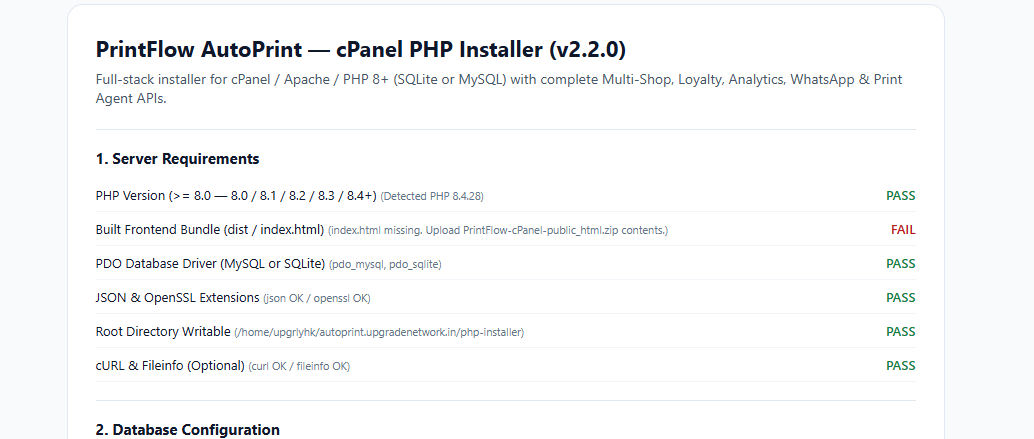 PrintFlow AutoPrint — cPanel PHP Installer (v2.2.0)
Full-stack installer for cPanel / Apache / PHP 8+ (SQLite or MySQL) with complete Multi-Shop, Loyalty, Analytics, WhatsApp & Print
Agent APIs.
1. Server Requirements
PHP Version (>= 8.0 — 8.0 / 8.1 / 8.2 / 8.3 / 8.4+) (Detected PHP 8.4.28) PASS
Built Frontend Bundle (dist / index.html) (index.html missing. Upload PrintFlow-cPanel-public_html.zip contents.) FAIL
PDO Database Driver (MySQL or SQLite) (pdo_mysql, pdo_sqlite) PASS
JSON & OpenSSL Extensions (json OK / openssl OK) PASS
Root Directory Writable (/home/upgrlyhk/autoprint.upgradenetwork.in/php-installer) PASS
cURL & Fileinfo (Optional) (curl OK / fileinfo OK) PASS
2. Database Configuration